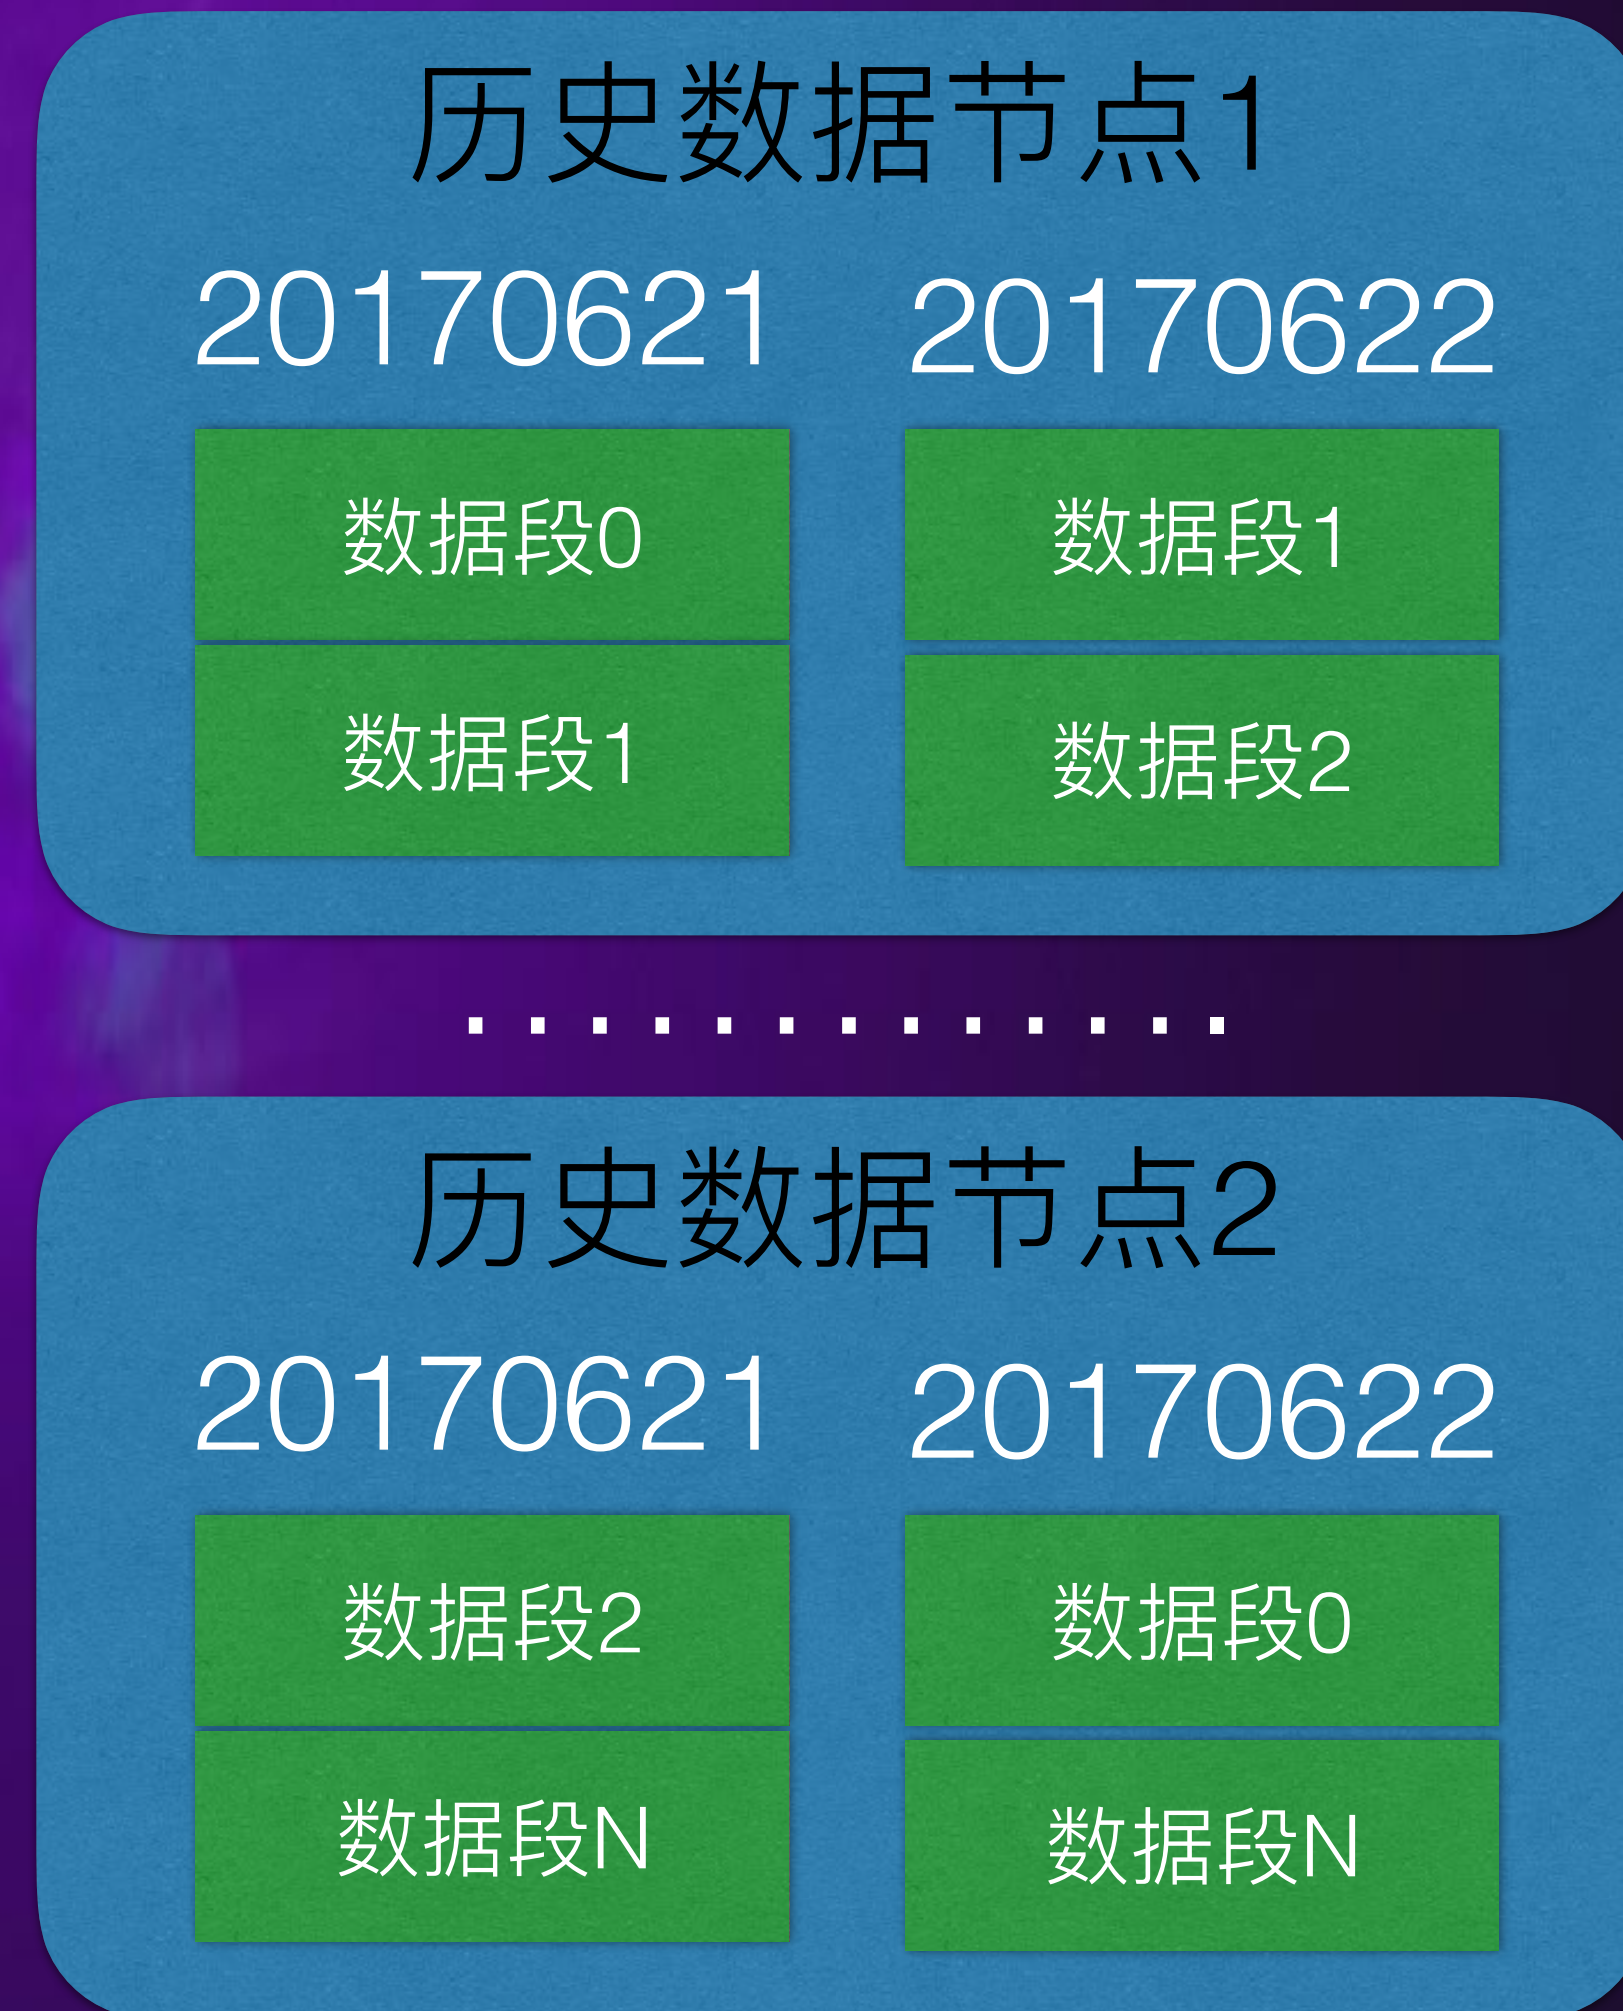 历史数据节点1
20170621 20170622
数据段0 数据段1
数据段1 数据段2
.............
历史数据节点2
20170621 20170622
数据段2 数据段0
数据段N 数据段N